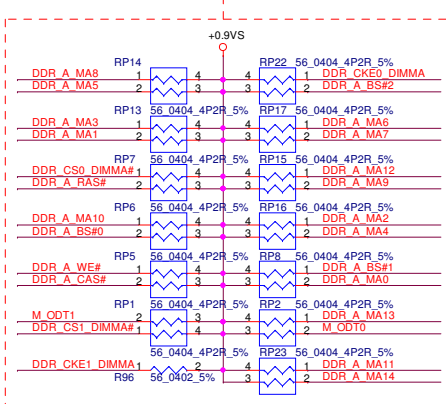 +0.9VS
RP14 RP22 56_0404_4P2R_5%
DDR_A_MA8 1 4 4 1 DDR_CKE0_DIMMA
DDR_A_MA5 2 3 3 2 DDR_A_BS#2
RP13 56_0404_4P2R_5% RP17 56_0404_4P2R_5%
DDR_A_MA3 1 4 4 1 DDR_A_MA6
DDR_A_MA1 2 3 3 2 DDR_A_MA7
RP7 56_0404_4P2R_5% RP15 56_0404_4P2R_5%
DDR_CS0_DIMMA# 1 4 4 1 DDR_A_MA12
DDR_A_RAS# 2 3 3 2 DDR_A_MA9
RP6 56_0404_4P2R_5% RP16 56_0404_4P2R_5%
DDR_A_MA10 1 4 4 1 DDR_A_MA2
DDR_A_BS#0 2 3 3 2 DDR_A_MA4
RP5 56_0404_4P2R_5% RP8 56_0404_4P2R_5%
DDR_A_WE# 1 4 4 1 DDR_A_BS#1
DDR_A_CAS# 2 3 3 2 DDR_A_MA0
RP1 56_0404_4P2R_5% RP2 56_0404_4P2R_5%
M_ODT1 2 3 4 1 DDR_A_MA13
DDR_CS1_DIMMA# 1 4 3 2 M_ODT0
56_0404_4P2R_5% RP23 56_0404_4P2R_5%
DDR_CKE1_DIMMA 1 2 4 1 DDR_A_MA11
R96 56_0402_5% 3 2 DDR_A_MA14